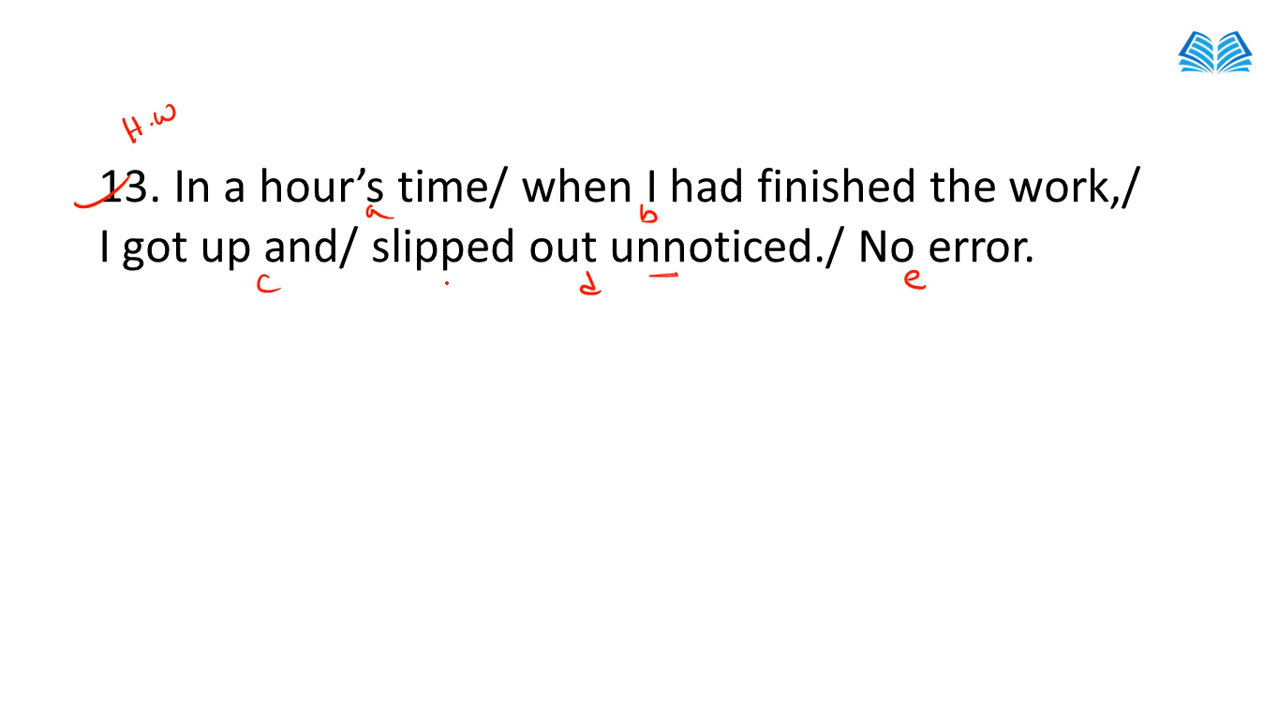 H.W
13. In a hour’s time/ when I had finished the work,/
a b
I got up and/ slipped out unnoticed./ No error.
c d e